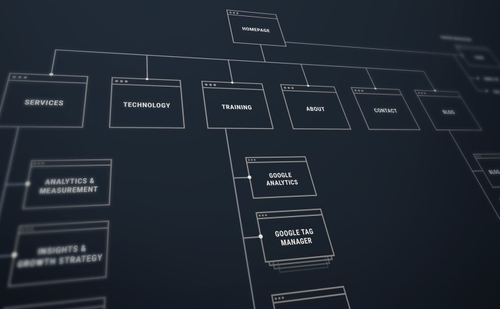 HOMEPAGE
SERVICES
TECHNOLOGY
TRAINING
ABOUT
CONTACT
BLOG
ANALYTICS &
MEASUREMENT
GOOGLE
ANALYTICS
INSIGHTS &
GROWTH STRATEGY
GOOGLE TAG
MANAGER